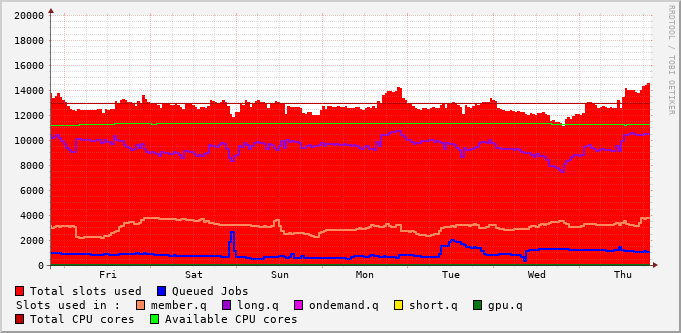 20000
18000
16000
14000
12000
10000
8000
6000
4000
2000
0
Fri Sat Sun Mon Tue Wed Thu
RRDTOOL / TOBI OETIKER
Total slots used Queued Jobs
Slots used in : member.q long.q ondemand.q short.q gpu.q
Total CPU cores Available CPU cores